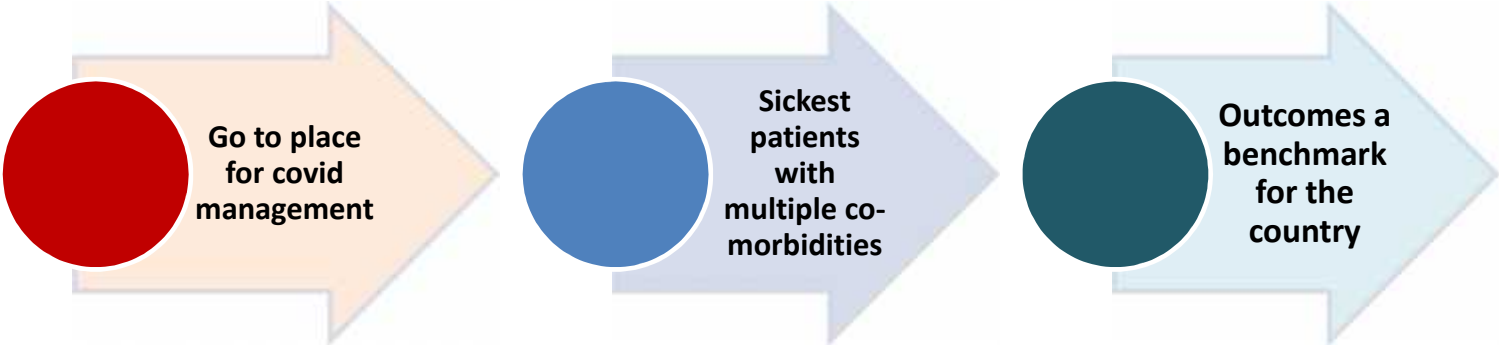 Go to place
for covid
management
Sickest
patients
with
multiple co-
morbidities
Outcomes a
benchmark
for the
country